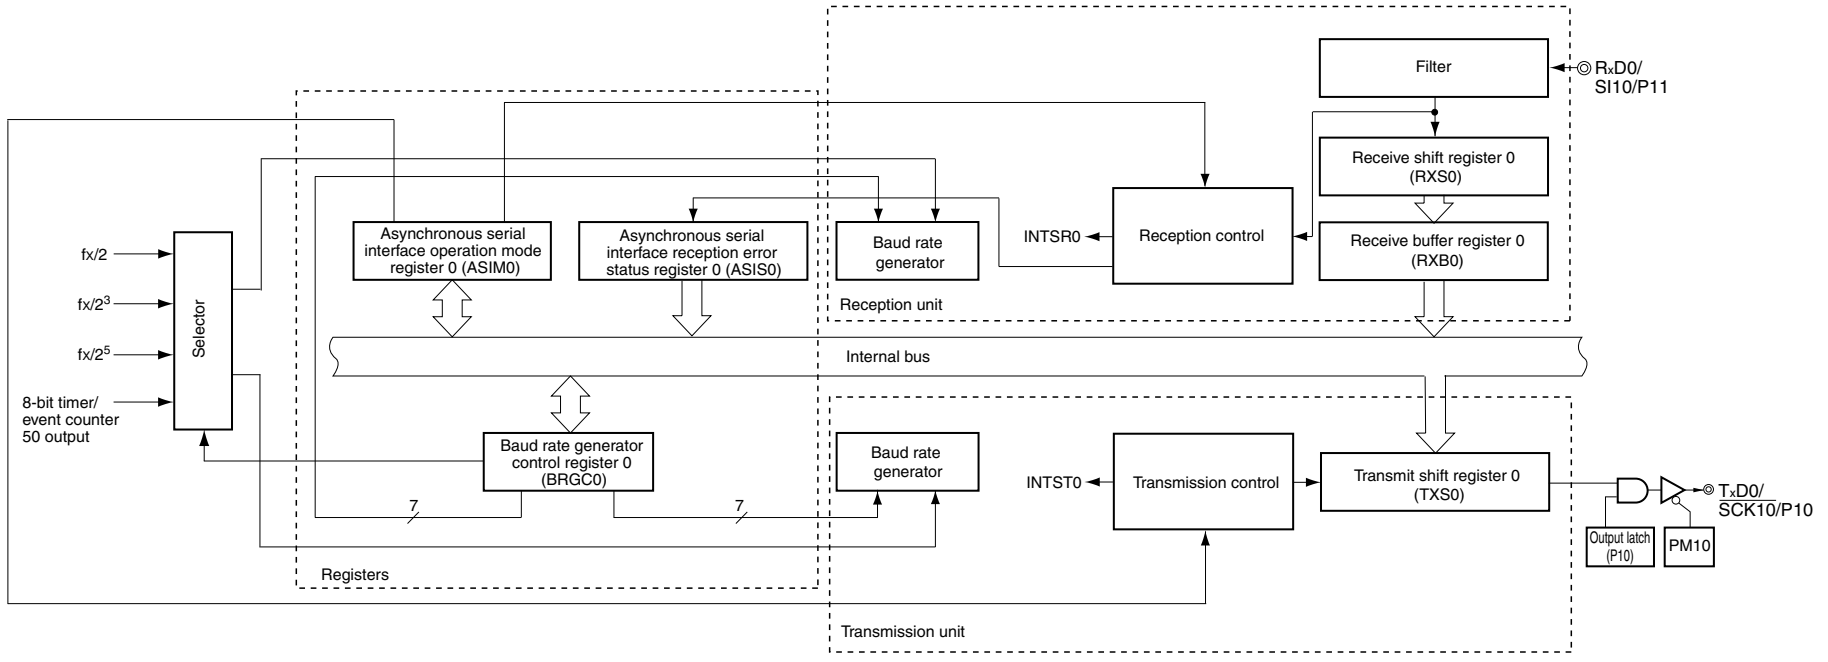 Filter
RxD0/
SI10/P11
Receive shift register 0
(RXS0)
Asynchronous serial
interface operation mode
register 0 (ASIM0)
Asynchronous serial
interface reception error
status register 0 (ASIS0)
Baud rate
generator
INTSR0
Reception control
Receive buffer register 0
(RXB0)
Reception unit
fx/2
fx/2³
fx/2⁵
8-bit timer/
event counter
50 output
Selector
Internal bus
Baud rate generator
control register 0
(BRGC0)
7
7
Baud rate
generator
INTST0
Transmission control
Transmit shift register 0
(TXS0)
TxD0/
SCK10/P10
Output latch
(P10)
PM10
Registers
Transmission unit